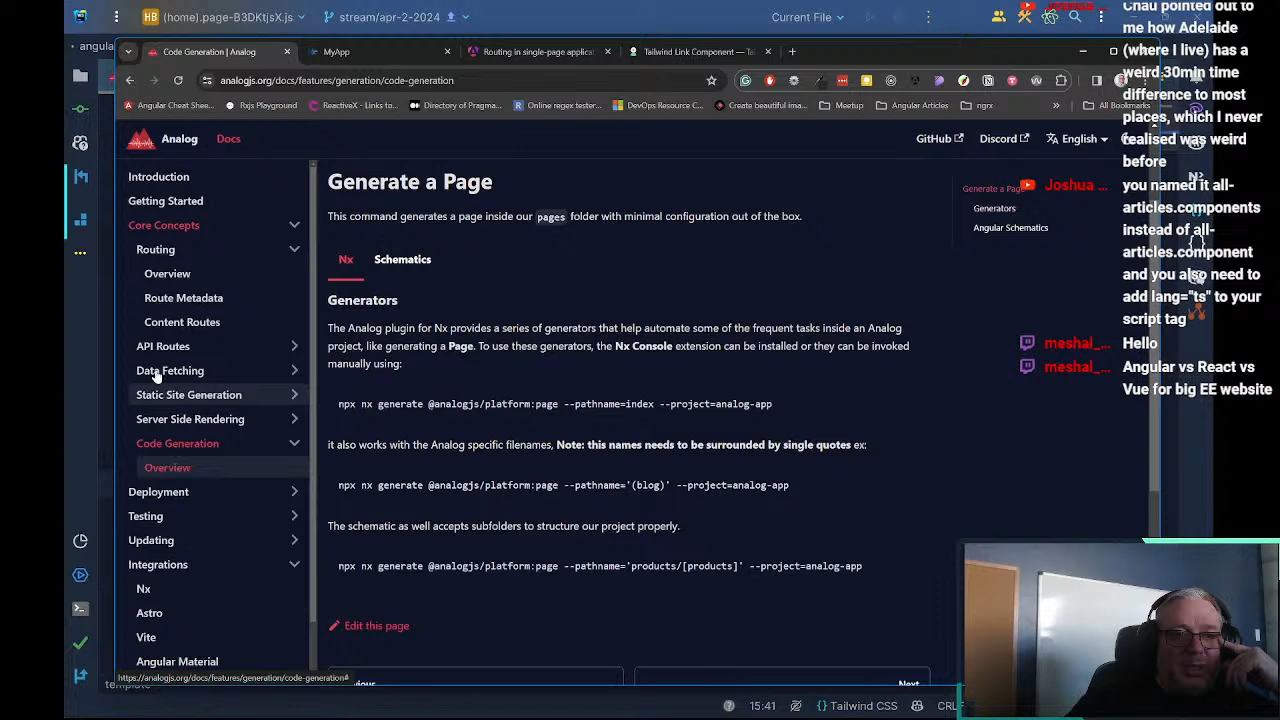 HB
(home).page-B3DKtjsX.js
stream/apr-2-2024
Current File
angula
Code Generation | Analog
MyApp
Routing in single-page applicat
Tailwind Link Component — Tai
analogjs.org/docs/features/generation/code-generation
Angular Cheat Shee...
Rxjs Playground
ReactiveX - Links to...
Directory of Pragma...
Online regex tester...
DevOps Resource C...
Create beautiful ima...
Meetup
Angular Articles
ngrx
All Bookmarks
Analog
Docs
GitHub
Discord
English
Introduction
Getting Started
Core Concepts
Routing
Overview
Route Metadata
Content Routes
API Routes
Data Fetching
Static Site Generation
Server Side Rendering
Code Generation
Overview
Deployment
Testing
Updating
Integrations
Nx
Astro
Vite
Angular Material
https://analogjs.org/docs/features/generation/code-generation#
Generate a Page
This command generates a page inside our pages folder with minimal configuration out of the box.
Nx
Schematics
Generators
The Analog plugin for Nx provides a series of generators that help automate some of the frequent tasks inside an Analog
project, like generating a Page. To use these generators, the Nx Console extension can be installed or they can be invoked
manually using:
npx nx generate @analogjs/platform:page --pathname=index --project=analog-app
it also works with the Analog specific filenames, Note: this names needs to be surrounded by single quotes ex:
npx nx generate @analogjs/platform:page --pathname='(blog)' --project=analog-app
The schematic as well accepts subfolders to structure our project properly.
npx nx generate @analogjs/platform:page --pathname='products/[products]' --project=analog-app
Edit this page
Next
Generate a Page
Generators
Angular Schematics
Chau pointed out to
me how Adelaide
(where I live) has a
weird 30min time
difference to most
places, which I never
realised was weird
before
Joshua ...
you named it all-
articles.components
instead of all-
articles.component
and you also need to
add lang="ts" to your
script tag
meshal_...
Hello
meshal_...
Angular vs React vs
Vue for big EE website
template
15:41
Tailwind CSS
CRL